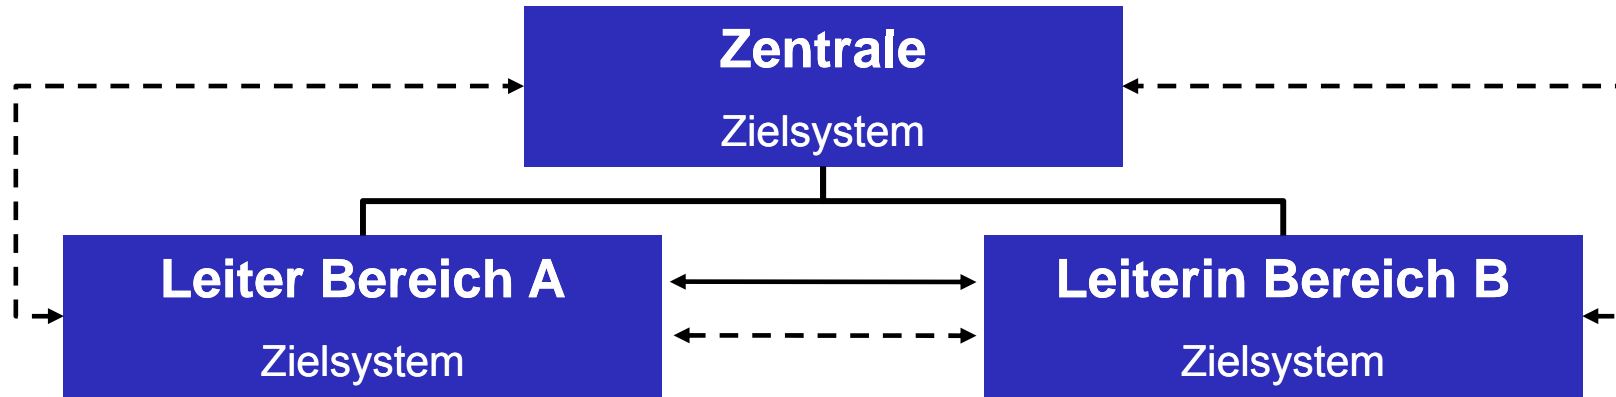 Zentrale
Zielsystem
Leiter Bereich A
Zielsystem
Leiterin Bereich B
Zielsystem